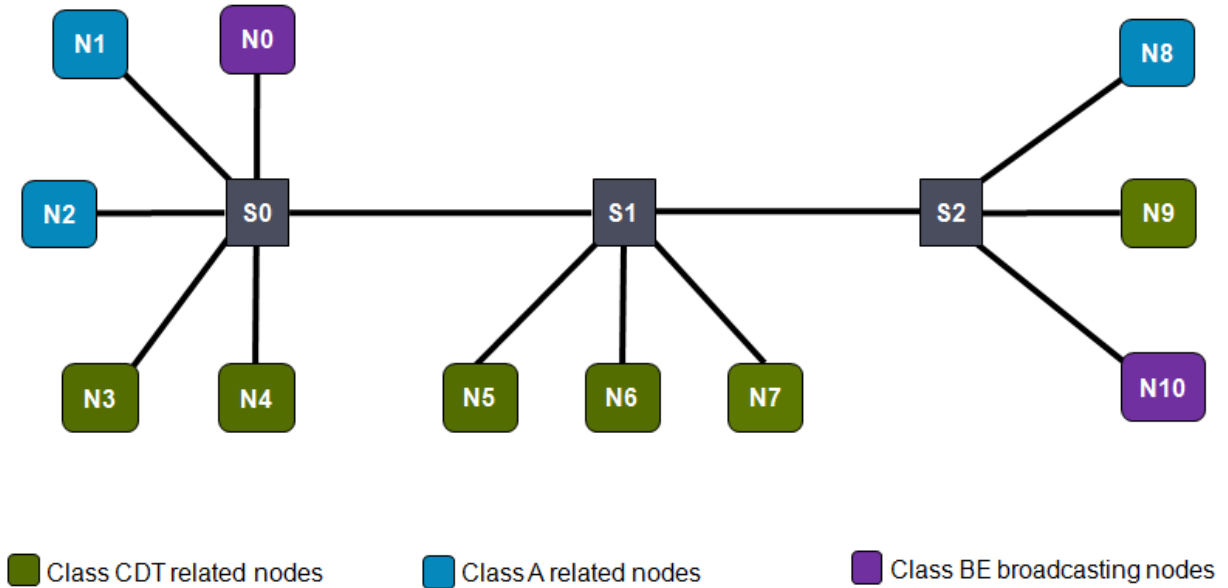 N1
N0
N8
N2
S0
S1
S2
N9
N3
N4
N5
N6
N7
N10
Class CDT related nodes
Class A related nodes
Class BE broadcasting nodes